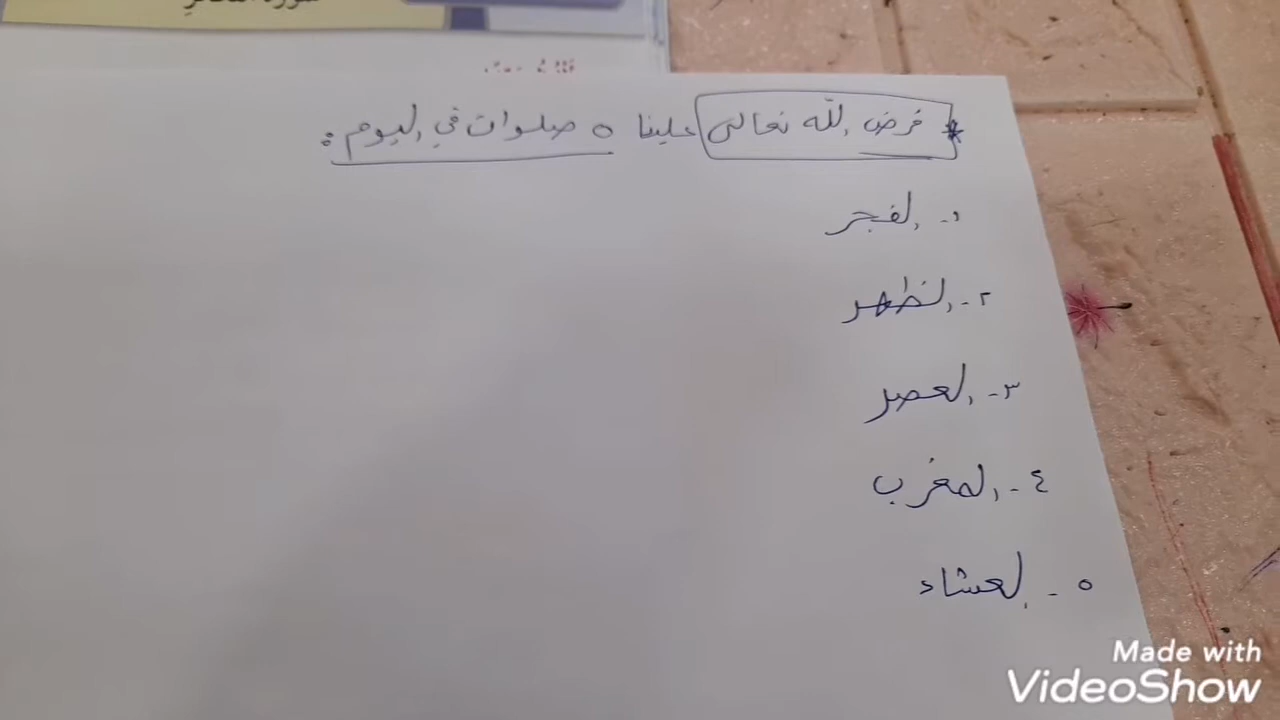 * فرض الله تعالى علينا ٥ صلوات في اليوم :
١- الفجر
٢- الظهر
٣- العصر
٤- المغرب
٥- العشاء
Made with
VideoShow